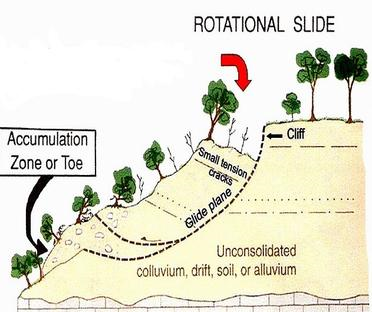 ROTATIONAL SLIDE
Cliff
Accumulation
Zone or Toe
Small tension
cracks
Glide plane
Unconsolidated
colluvium, drift, soil, or alluvium